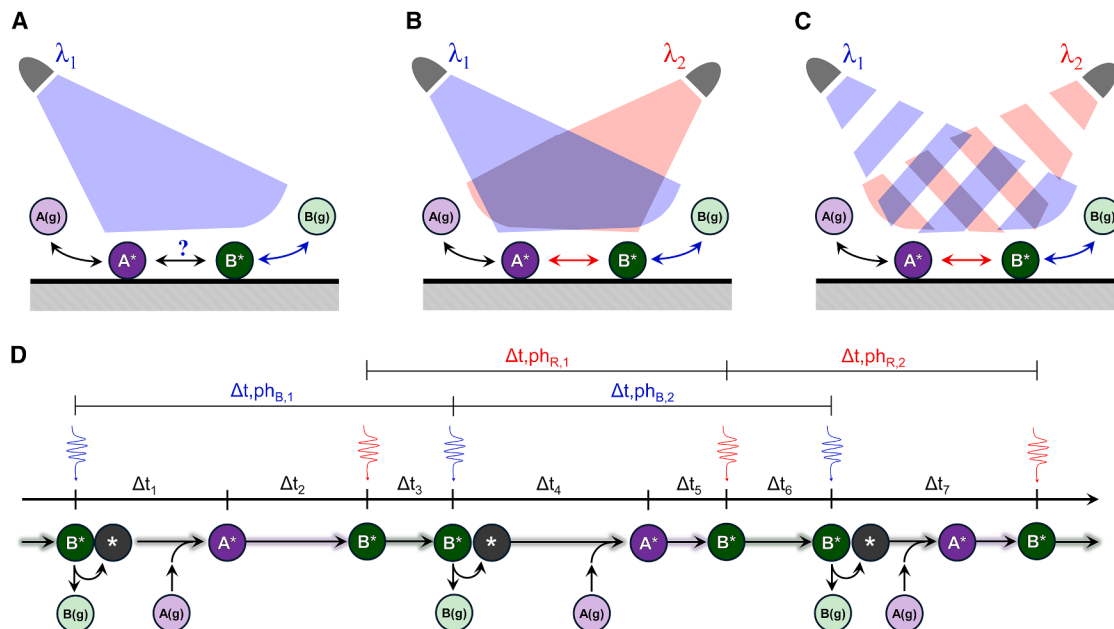 A
B
C
λ1
λ1
λ2
λ1
λ2
A(g)
B(g)
A(g)
B(g)
A(g)
B(g)
?
A*
B*
A*
B*
A*
B*
D
Δt,phR,1
Δt,phR,2
Δt,phB,1
Δt,phB,2
Δt1
Δt2
Δt3
Δt4
Δt5
Δt6
Δt7
B*
*
A*
B*
B*
*
A*
B*
B*
*
A*
B*
B(g)
A(g)
B(g)
A(g)
B(g)
A(g)